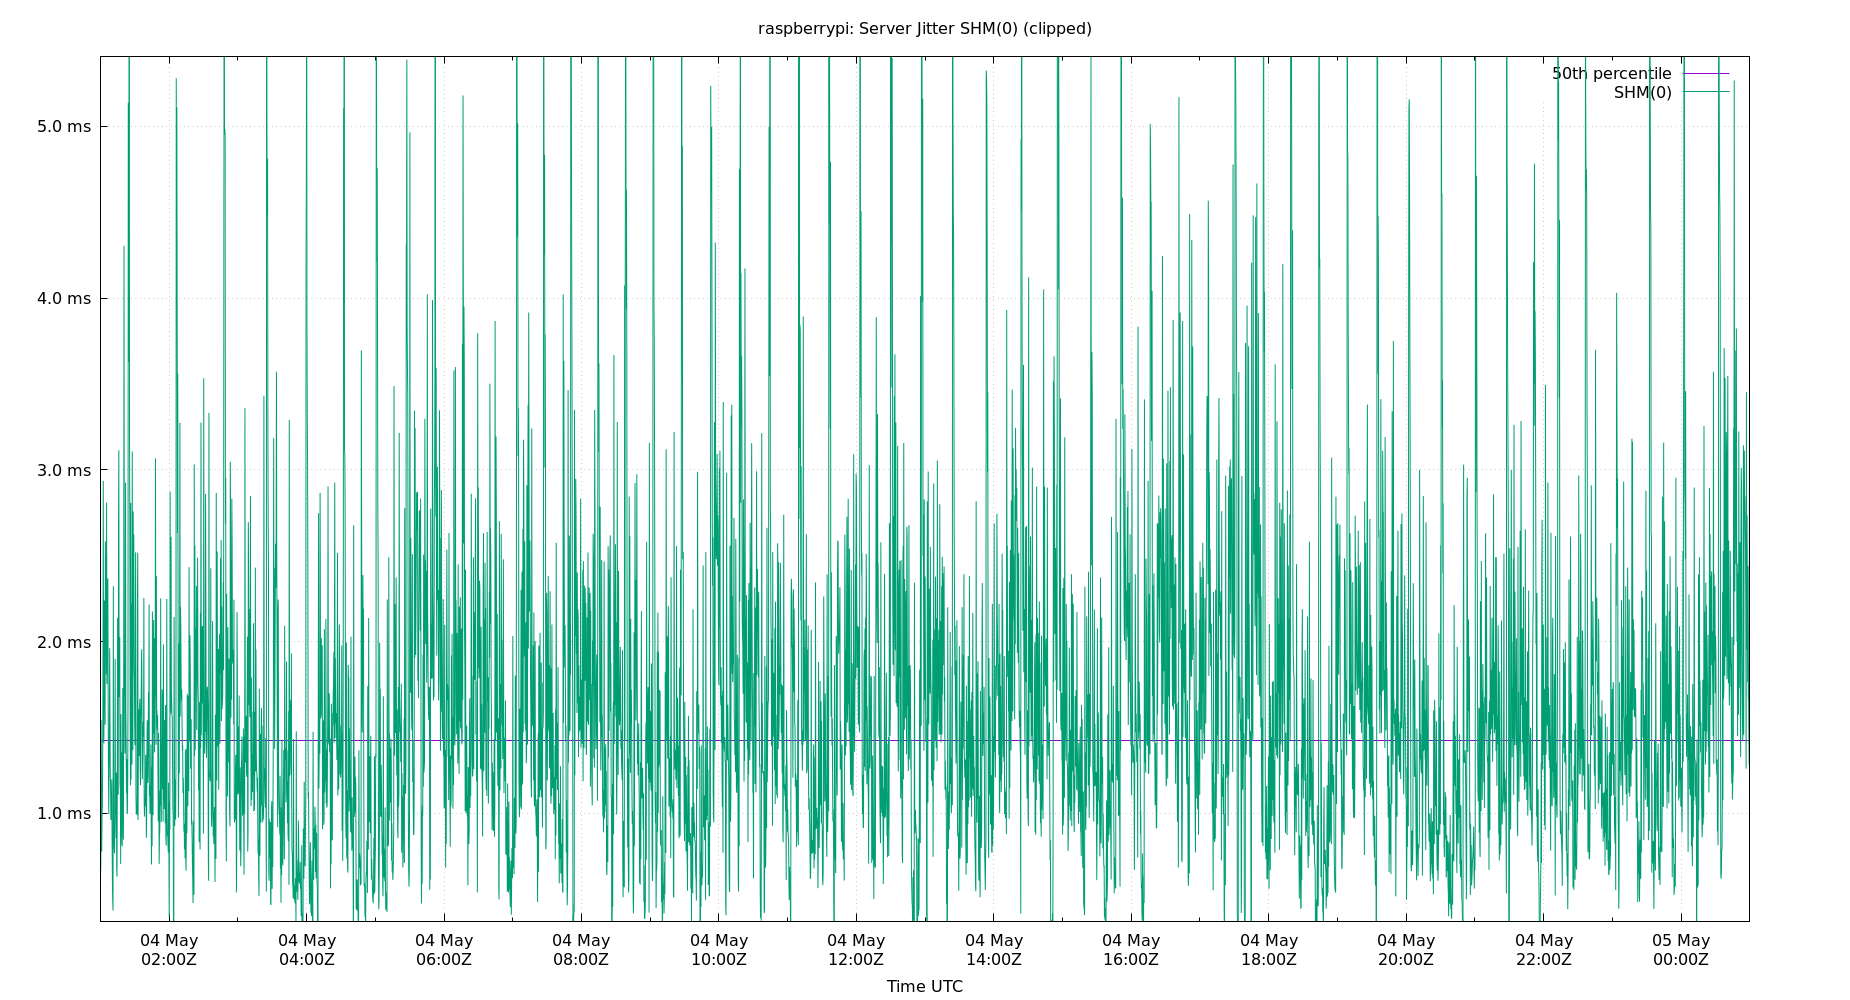 raspberrypi: Server Jitter SHM(0) (clipped)
50th percentile
SHM(0)
5.0 ms
4.0 ms
3.0 ms
2.0 ms
1.0 ms
04 May 04 May 04 May 04 May 04 May 04 May 04 May 04 May 04 May 04 May 04 May 05 May
02:00Z 04:00Z 06:00Z 08:00Z 10:00Z 12:00Z 14:00Z 16:00Z 18:00Z 20:00Z 22:00Z 00:00Z
Time UTC